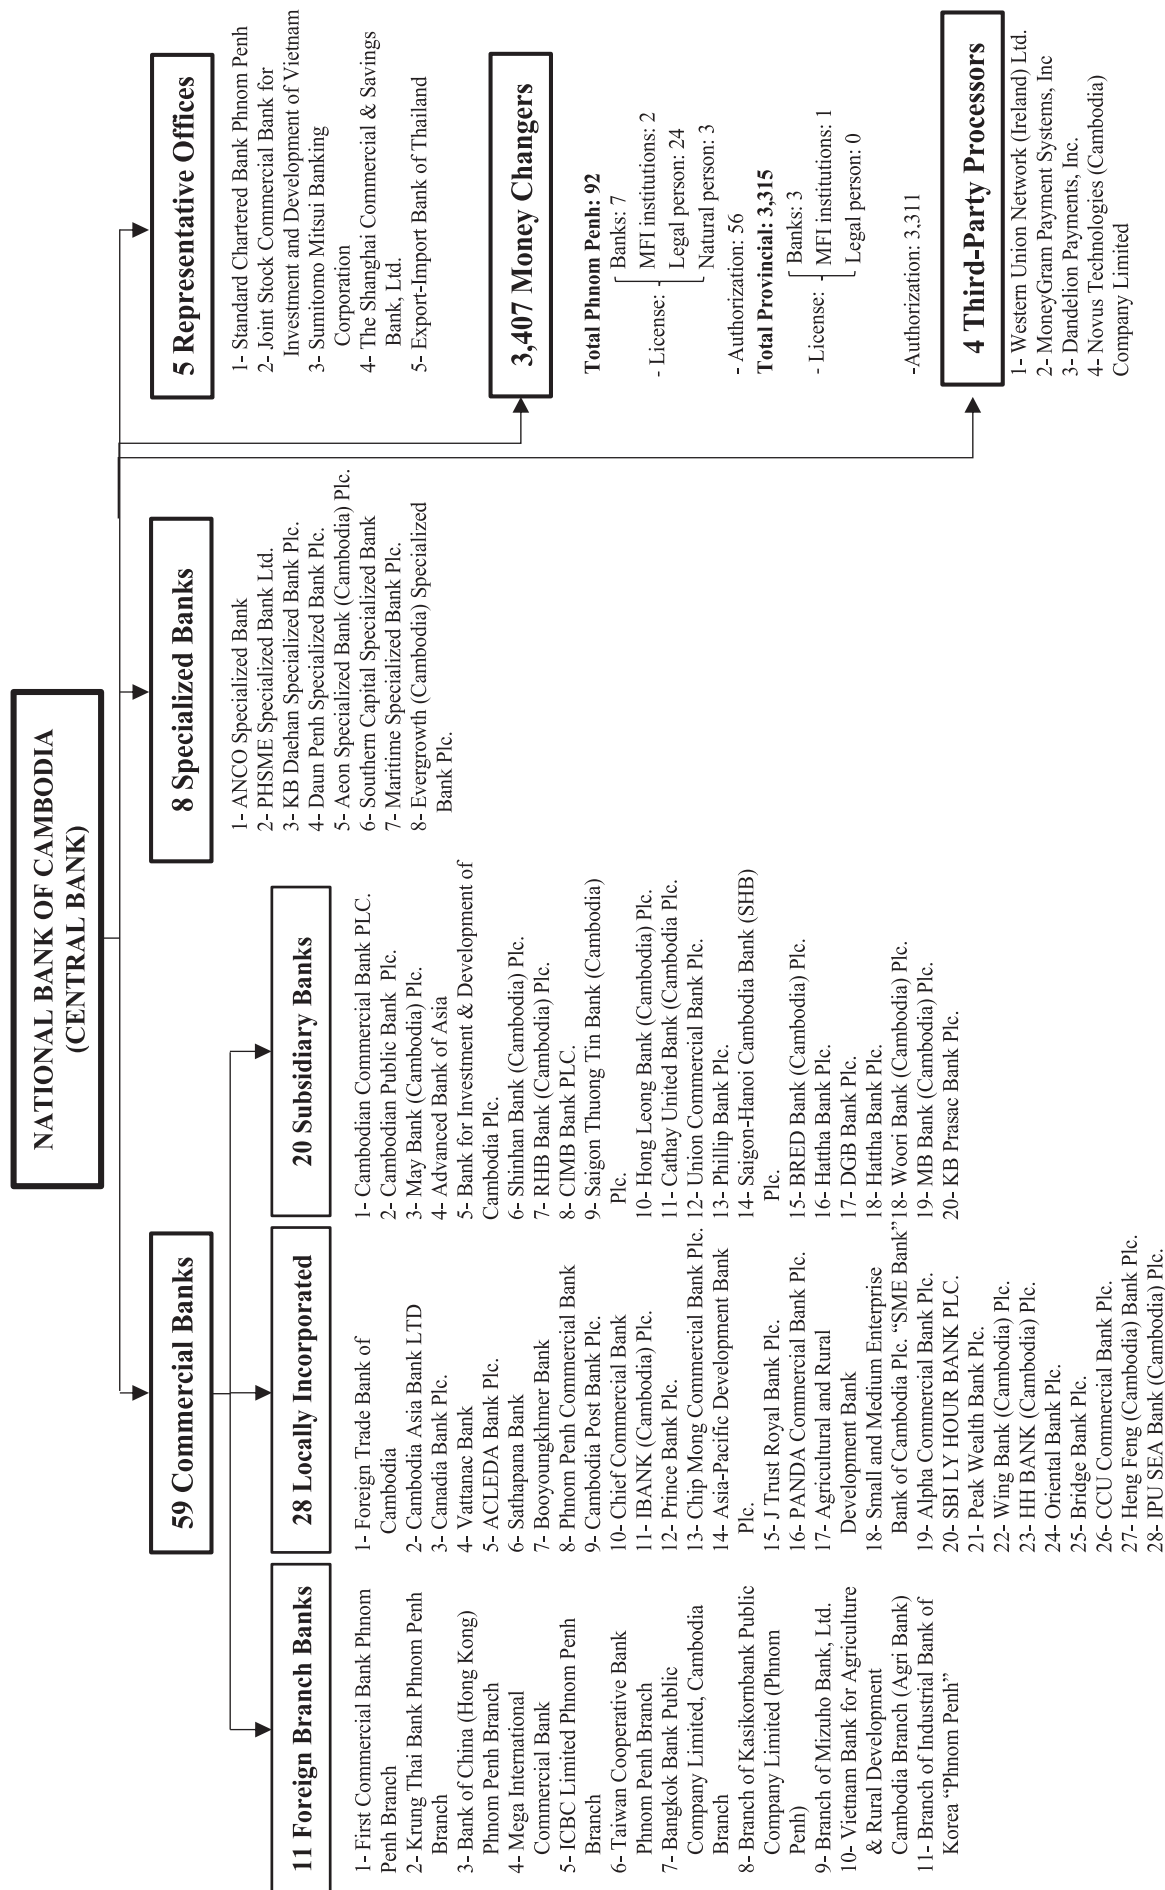 NATIONAL BANK OF CAMBODIA
(CENTRAL BANK)
59 Commercial Banks
11 Foreign Branch Banks
1- First Commercial Bank Phnom
Penh Branch
2- Krung Thai Bank Phnom Penh
Branch
3- Bank of China (Hong Kong)
Phnom Penh Branch
4- Mega International
Commercial Bank
5- ICBC Limited Phnom Penh
Branch
6- Taiwan Cooperative Bank
Phnom Penh Branch
7- Bangkok Bank Public
Company Limited, Cambodia
Branch
8- Branch of Kasikornbank Public
Company Limited (Phnom
Penh)
9- Branch of Mizuho Bank, Ltd.
10- Vietnam Bank for Agriculture
& Rural Development
Cambodia Branch (Agri Bank)
11- Branch of Industrial Bank of
Korea “Phnom Penh”
28 Locally Incorporated
1- Foreign Trade Bank of
Cambodia
2- Cambodia Asia Bank LTD
3- Canadia Bank Plc.
4- Vattanac Bank
5- ACLEDA Bank Plc.
6- Sathapana Bank
7- Booyoungkhmer Bank
8- Phnom Penh Commercial Bank
9- Cambodia Post Bank Plc.
10- Chief Commercial Bank
11- IBANK (Cambodia) Plc.
12- Prince Bank Plc.
13- Chip Mong Commercial Bank Plc.
14- Asia-Pacific Development Bank
Plc.
15- J Trust Royal Bank Plc.
16- PANDA Commercial Bank Plc.
17- Agricultural and Rural
Development Bank
18- Small and Medium Enterprise
Bank of Cambodia Plc. “SME Bank”
19- Alpha Commercial Bank Plc.
20- SBI LY HOUR BANK PLC.
21- Peak Wealth Bank Plc.
22- Wing Bank (Cambodia) Plc.
23- HH BANK (Cambodia) Plc.
24- Oriental Bank Plc.
25- Bridge Bank Plc.
26- CCU Commercial Bank Plc.
27- Heng Feng (Cambodia) Bank Plc.
28- IPU SEA Bank (Cambodia) Plc.
20 Subsidiary Banks
1- Cambodian Commercial Bank PLC.
2- Cambodian Public Bank Plc.
3- May Bank (Cambodia) Plc.
4- Advanced Bank of Asia
5- Bank for Investment & Development of
Cambodia Plc.
6- Shinhan Bank (Cambodia) Plc.
7- RHB Bank (Cambodia) Plc.
8- CIMB Bank PLC.
9- Saigon Thuong Tin Bank (Cambodia)
Plc.
10- Hong Leong Bank (Cambodia) Plc.
11- Cathay United Bank (Cambodia Plc.
12- Union Commercial Bank Plc.
13- Phillip Bank Plc.
14- Saigon-Hanoi Cambodia Bank (SHB)
Plc.
15- BRED Bank (Cambodia) Plc.
16- Hattha Bank Plc.
17- DGB Bank Plc.
18- Hattha Bank Plc.
18- Woori Bank (Cambodia) Plc.
19- MB Bank (Cambodia) Plc.
20- KB Prasac Bank Plc.
8 Specialized Banks
1- ANCO Specialized Bank
2- PHSME Specialized Bank Ltd.
3- KB Daehan Specialized Bank Plc.
4- Daun Penh Specialized Bank Plc.
5- Aeon Specialized Bank (Cambodia) Plc.
6- Southern Capital Specialized Bank
7- Maritime Specialized Bank Plc.
8- Evergrowth (Cambodia) Specialized
Bank Plc.
5 Representative Offices
1- Standard Chartered Bank Phnom Penh
2- Joint Stock Commercial Bank for
Investment and Development of Vietnam
3- Sumitomo Mitsui Banking
Corporation
4- The Shanghai Commercial & Savings
Bank, Ltd.
5- Export-Import Bank of Thailand
3,407 Money Changers
Total Phnom Penh: 92
- License:
Banks: 7
MFI institutions: 2
Legal person: 24
Natural person: 3
- Authorization: 56
Total Provincial: 3,315
- License:
Banks: 3
MFI institutions: 1
Legal person: 0
-Authorization: 3,311
4 Third-Party Processors
1- Western Union Network (Ireland) Ltd.
2- MoneyGram Payment Systems, Inc
3- Dandelion Payments, Inc.
4- Novus Technologies (Cambodia)
Company Limited